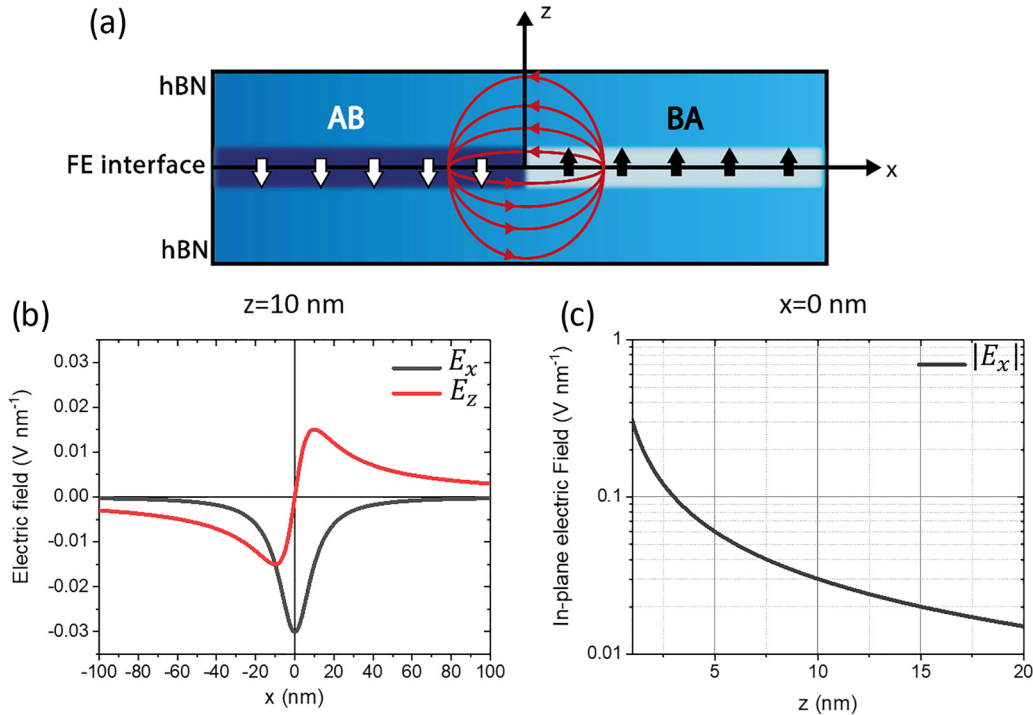 (a)
z
hBN
AB
BA
FE interface
x
hBN
(b)
z=10 nm
0.03
0.02
0.01
0.00
-0.01
-0.02
-0.03
Electric field (V nm⁻¹)
Eₓ
E_z
-100 -80 -60 -40 -20 0 20 40 60 80 100
x (nm)
(c)
x=0 nm
1
0.1
0.01
In-plane electric Field (V nm⁻¹)
|Eₓ|
5 10 15 20
z (nm)